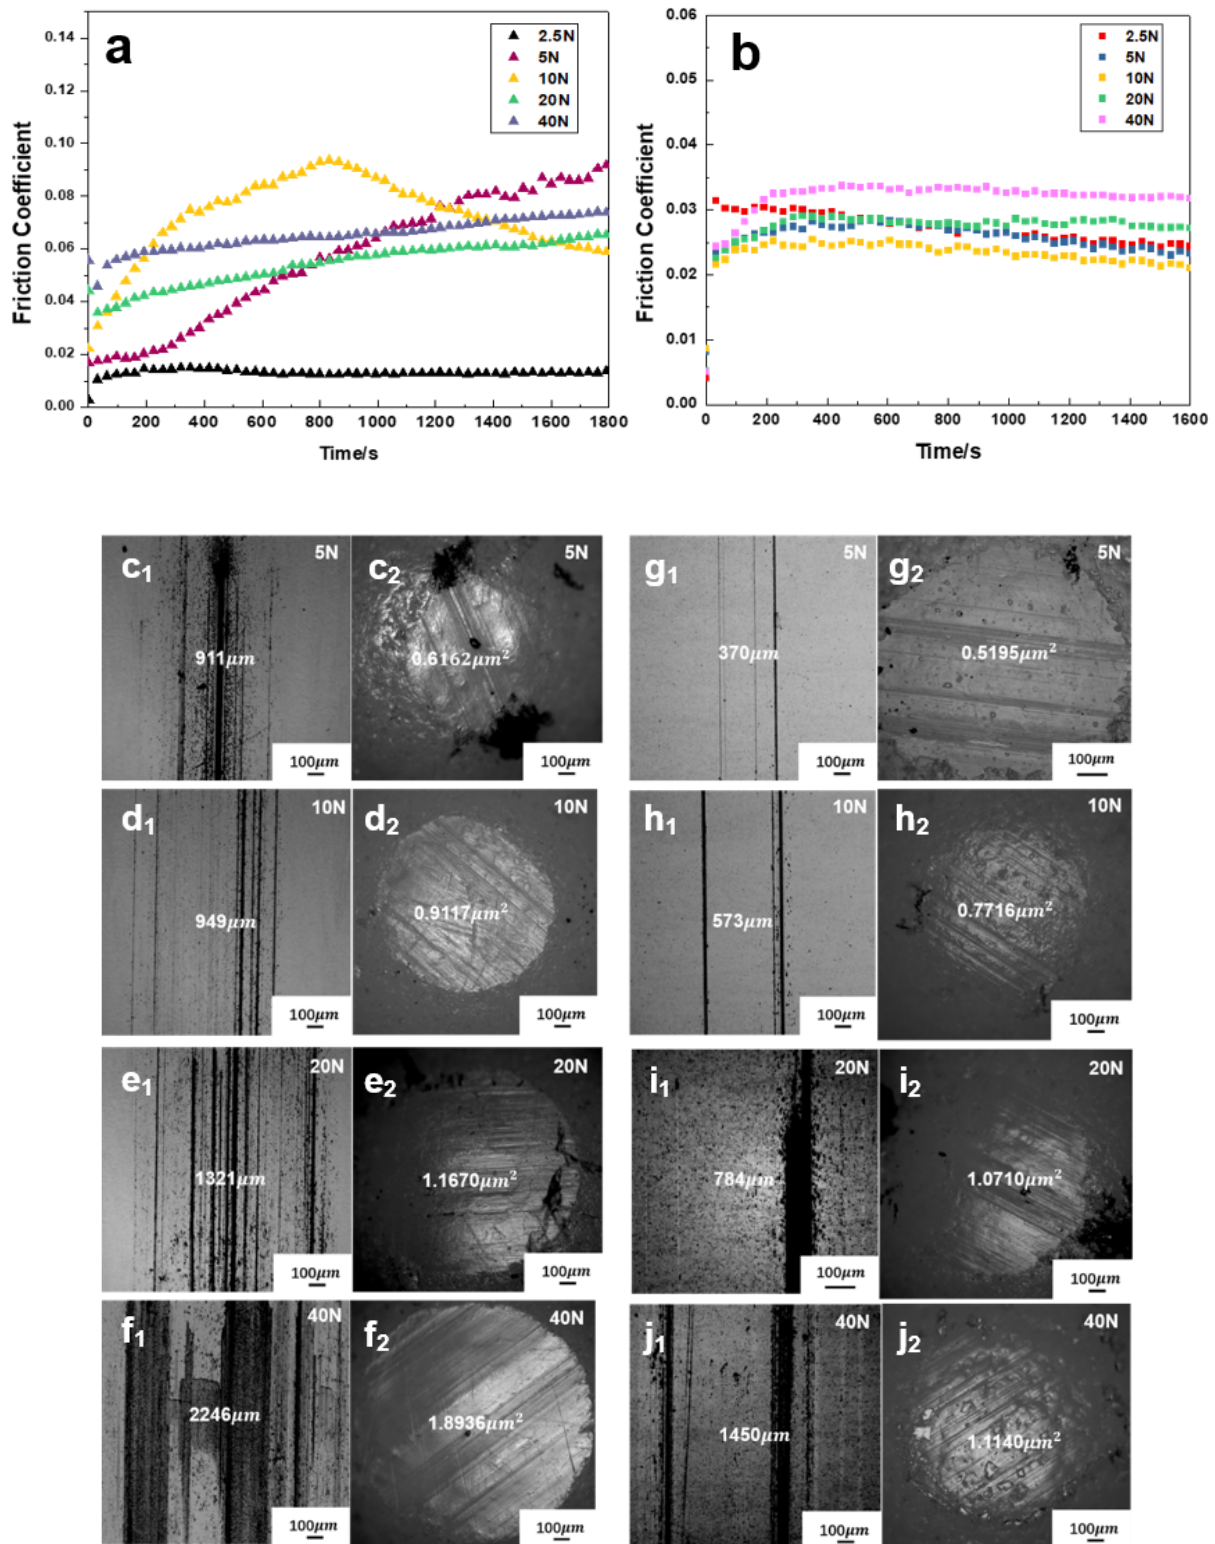 a
0.14
0.12
0.10
0.08
0.06
0.04
0.02
0.00
Friction Coefficient
0 200 400 600 800 1000 1200 1400 1600 1800
Time/s
2.5N
5N
10N
20N
40N
b
0.06
0.05
0.04
0.03
0.02
0.01
0.00
Friction Coefficient
0 200 400 600 800 1000 1200 1400 1600
Time/s
2.5N
5N
10N
20N
40N
c₁ 5N
911μm
100μm
c₂ 5N
0.6162μm²
100μm
g₁ 5N
370μm
100μm
g₂ 5N
0.5195μm²
100μm
d₁ 10N
949μm
100μm
d₂ 10N
0.9117μm²
100μm
h₁ 10N
573μm
100μm
h₂ 10N
0.7716μm²
100μm
e₁ 20N
1321μm
100μm
e₂ 20N
1.1670μm²
100μm
i₁ 20N
784μm
100μm
i₂ 20N
1.0710μm²
100μm
f₁ 40N
2246μm
100μm
f₂ 40N
1.8936μm²
100μm
j₁ 40N
1450μm
100μm
j₂ 40N
1.1140μm²
100μm